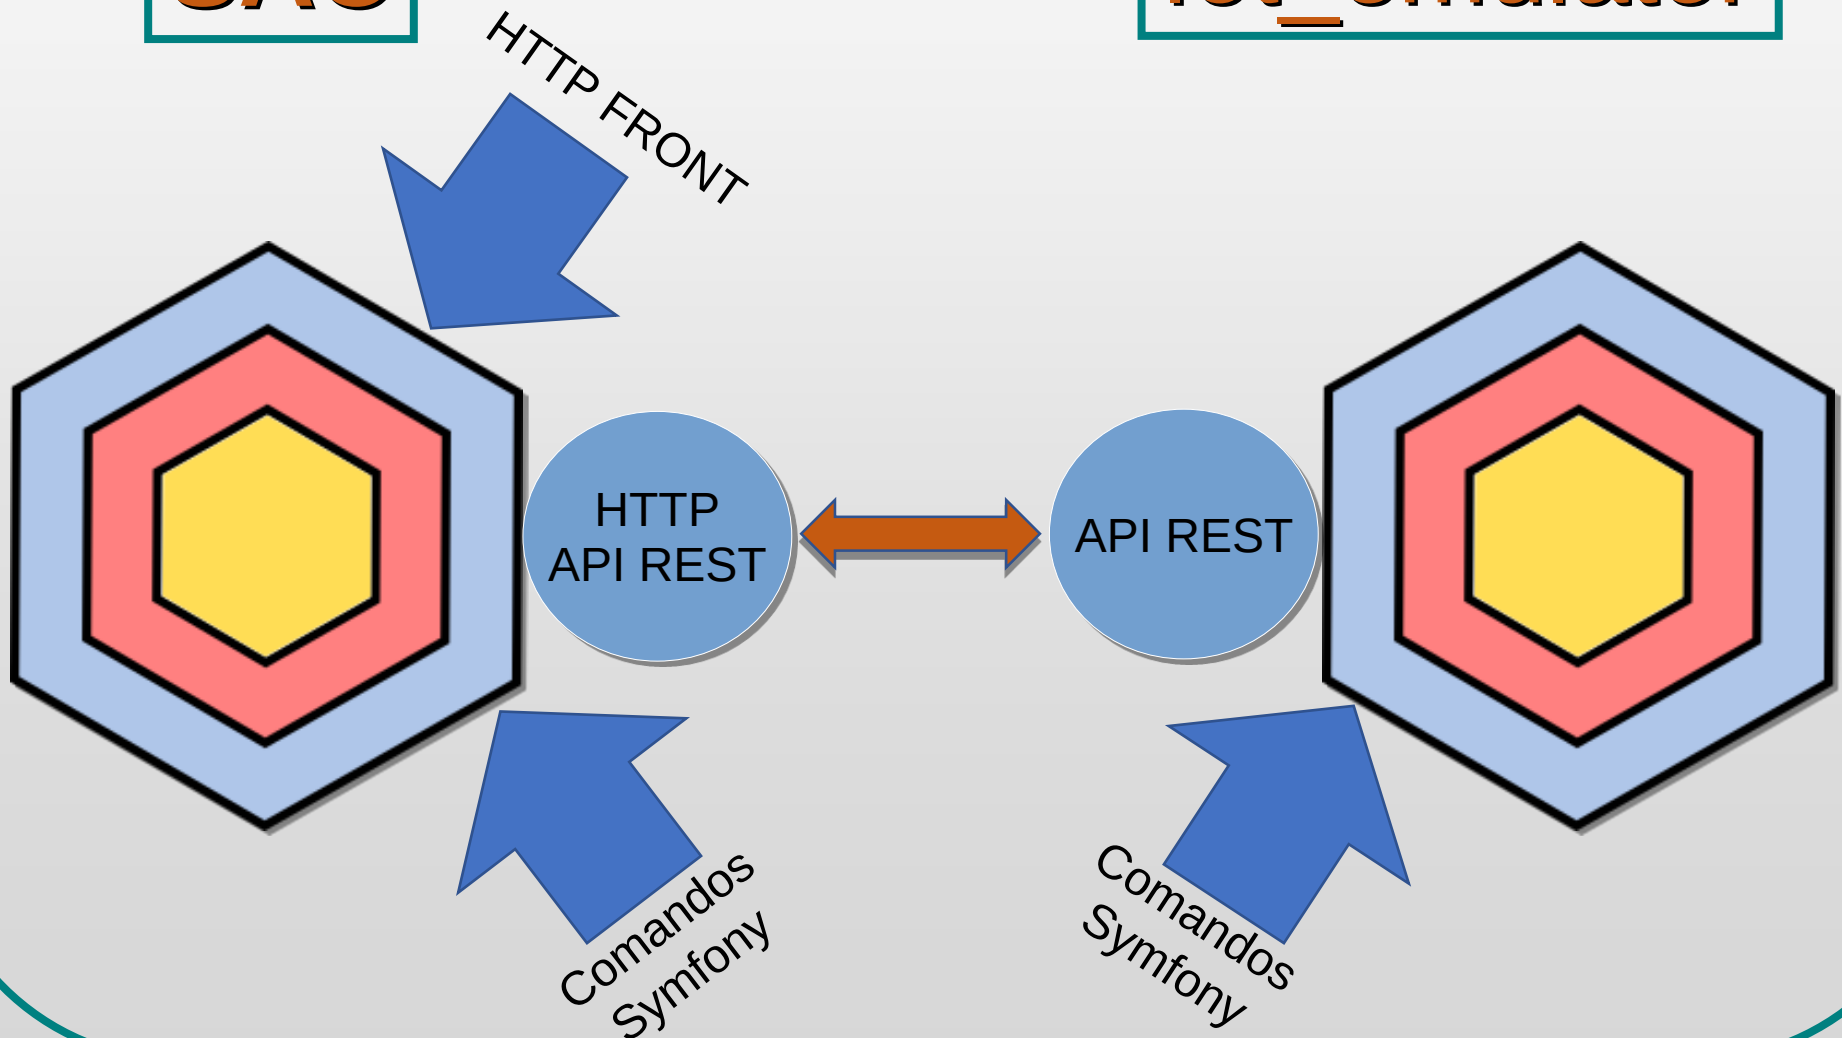 HTTP FRONT
HTTP
API REST
API REST
Comandos
Symfony
Comandos
Symfony